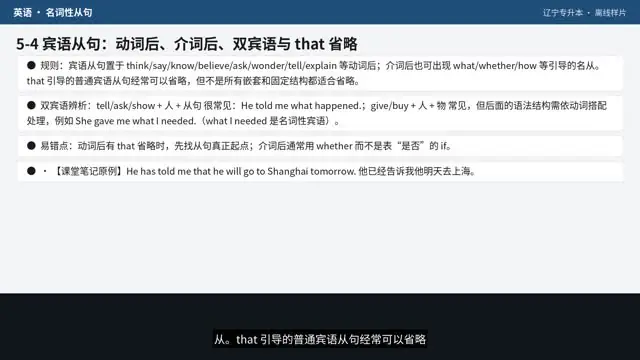 英语 · 名词性从句
辽宁专升本 · 离线样片
5-4 宾语从句：动词后、介词后、双宾语与 that 省略
● 规则：宾语从句置于 think/say/know/believe/ask/wonder/tell/explain 等动词后；介词后也可出现 what/whether/how 等引导的名从。
that 引导的普通宾语从句经常可以省略，但不是所有嵌套和固定结构都适合省略。
● 双宾语辨析：tell/ask/show + 人 + 从句 很常见：He told me what happened.；give/buy + 人 + 物 常见，但后面的语法结构需依动词搭配
处理，例如 She gave me what I needed.（what I needed 是名词性宾语）。
● 易错点：动词后有 that 省略时，先找从句真正起点；介词后通常用 whether 而不是表“是否”的 if。
● · 【课堂笔记原例】He has told me that he will go to Shanghai tomorrow. 他已经告诉我他明天去上海。
从。that 引导的普通宾语从句经常可以省略